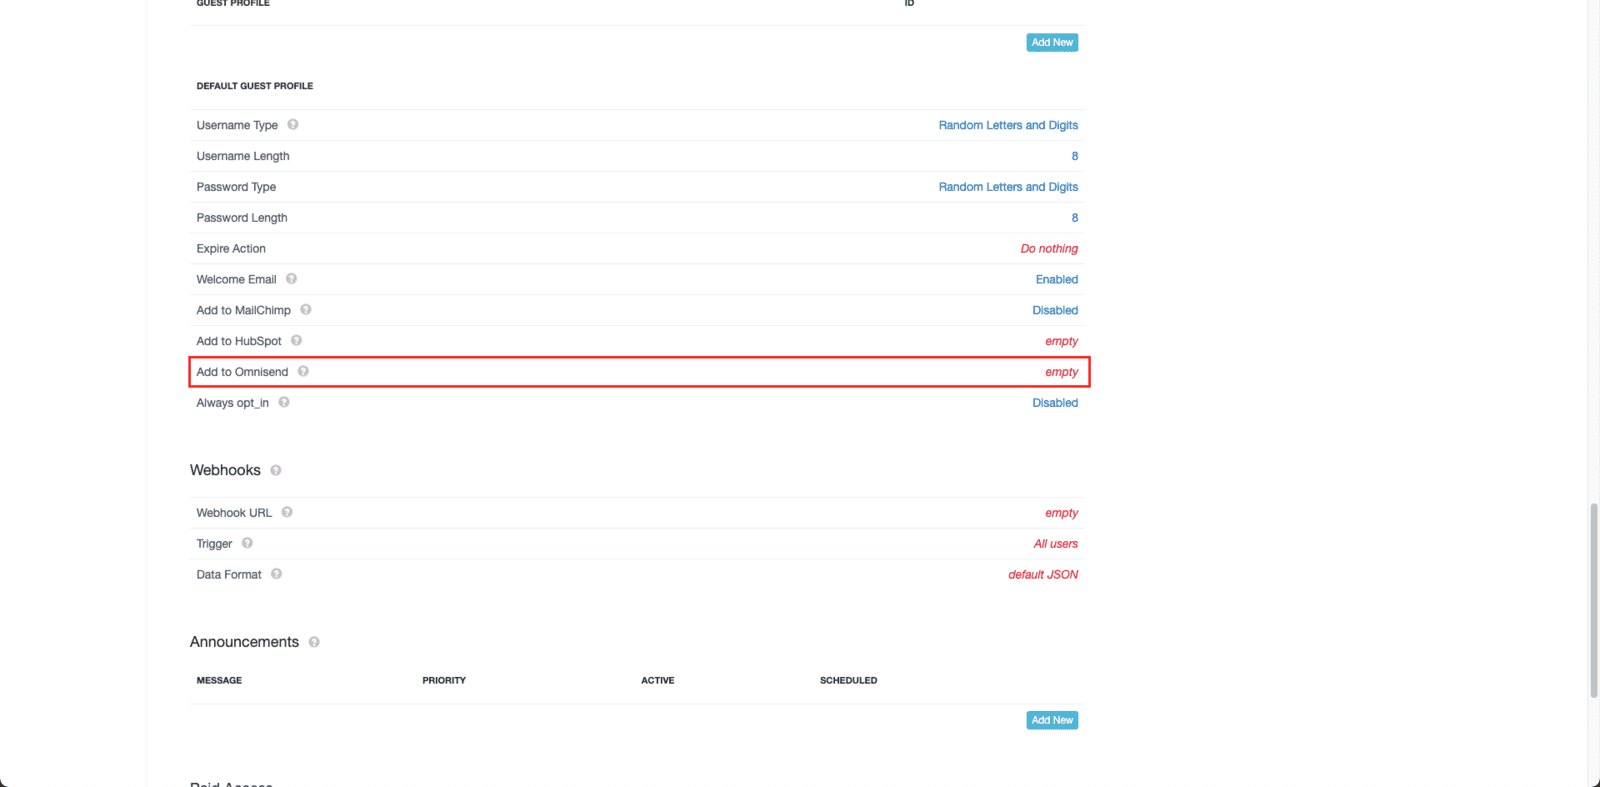 GUEST PROFILE ID
Add New
DEFAULT GUEST PROFILE
Username Type Random Letters and Digits
Username Length 8
Password Type Random Letters and Digits
Password Length 8
Expire Action Do nothing
Welcome Email Enabled
Add to MailChimp Disabled
Add to HubSpot empty
Add to Omnisend empty
Always opt_in Disabled
Webhooks
Webhook URL empty
Trigger All users
Data Format default JSON
Announcements
MESSAGE PRIORITY ACTIVE SCHEDULED
Add New
Paid Access